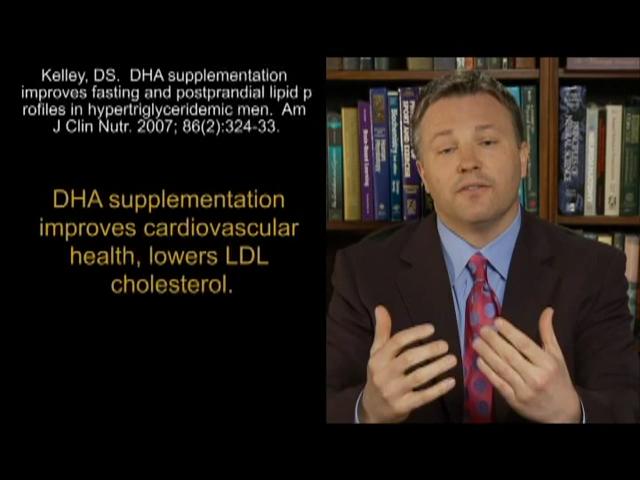 Kelley, DS.  DHA supplementation
improves fasting and postprandial lipid p
rofiles in hypertriglyceridemic men.  Am
J Clin Nutr. 2007; 86(2):324-33.
DHA supplementation
improves cardiovascular
health, lowers LDL
cholesterol.